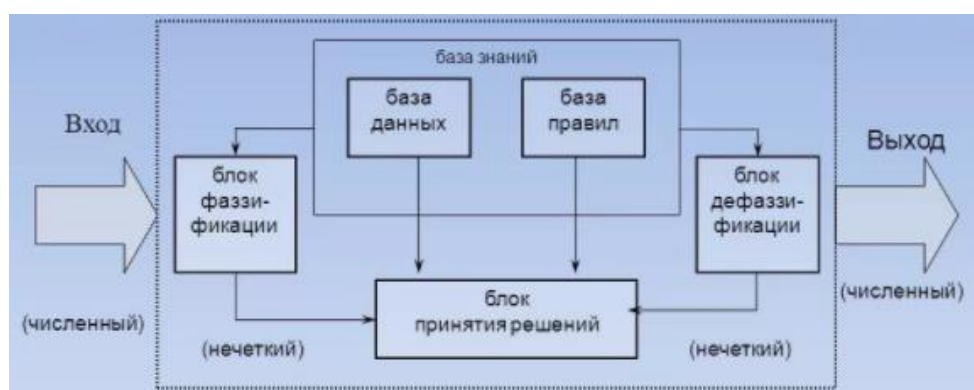 база знаний
база
данных
база
правил
Вход
Выход
блок
фаззи-
фикации
блок
дефаззи-
фикации
блок
принятия решений
(численный)
(нечеткий)
(нечеткий)
(численный)